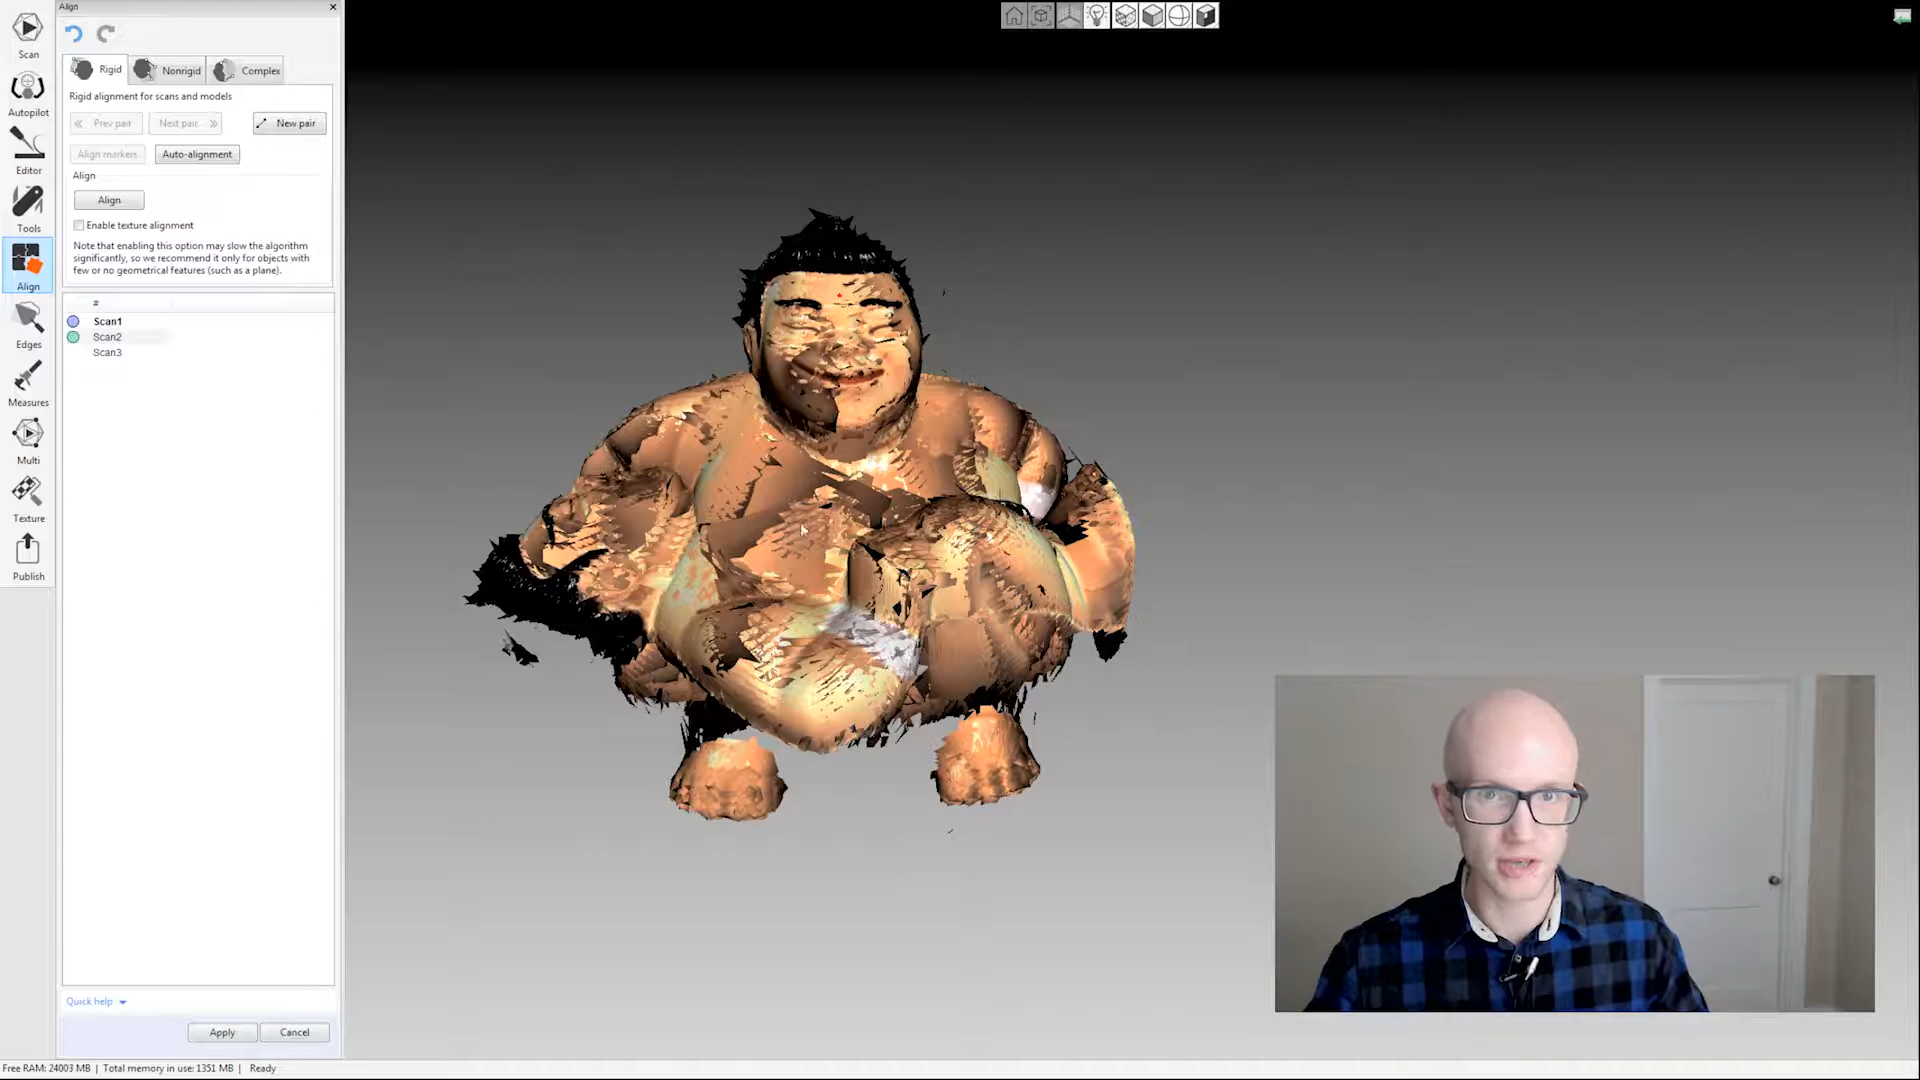 Align
Scan
Autopilot
Editor
Tools
Align
Edges
Measures
Multi
Texture
Publish
Rigid
Nonrigid
Complex
Rigid alignment for scans and models
Prev pair
Next pair
New pair
Align markers
Auto-alignment
Align
Align
Enable texture alignment
Note that enabling this option may slow the algorithm
significantly, so we recommend it only for objects with
few or no geometrical features (such as a plane).
#
Scan1
Scan2
Scan3
Quick help
Apply
Cancel
Free RAM: 24003 MB | Total memory in use: 1351 MB | Ready